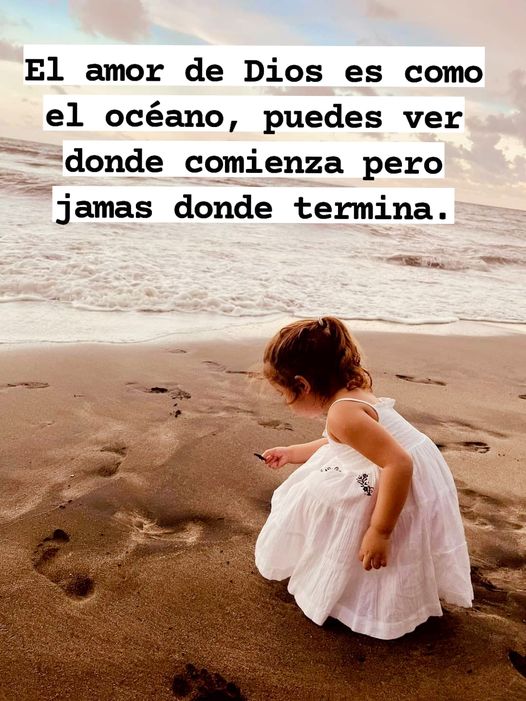 El amor de Dios es como
el océano, puedes ver
donde comienza pero
jamas donde termina.